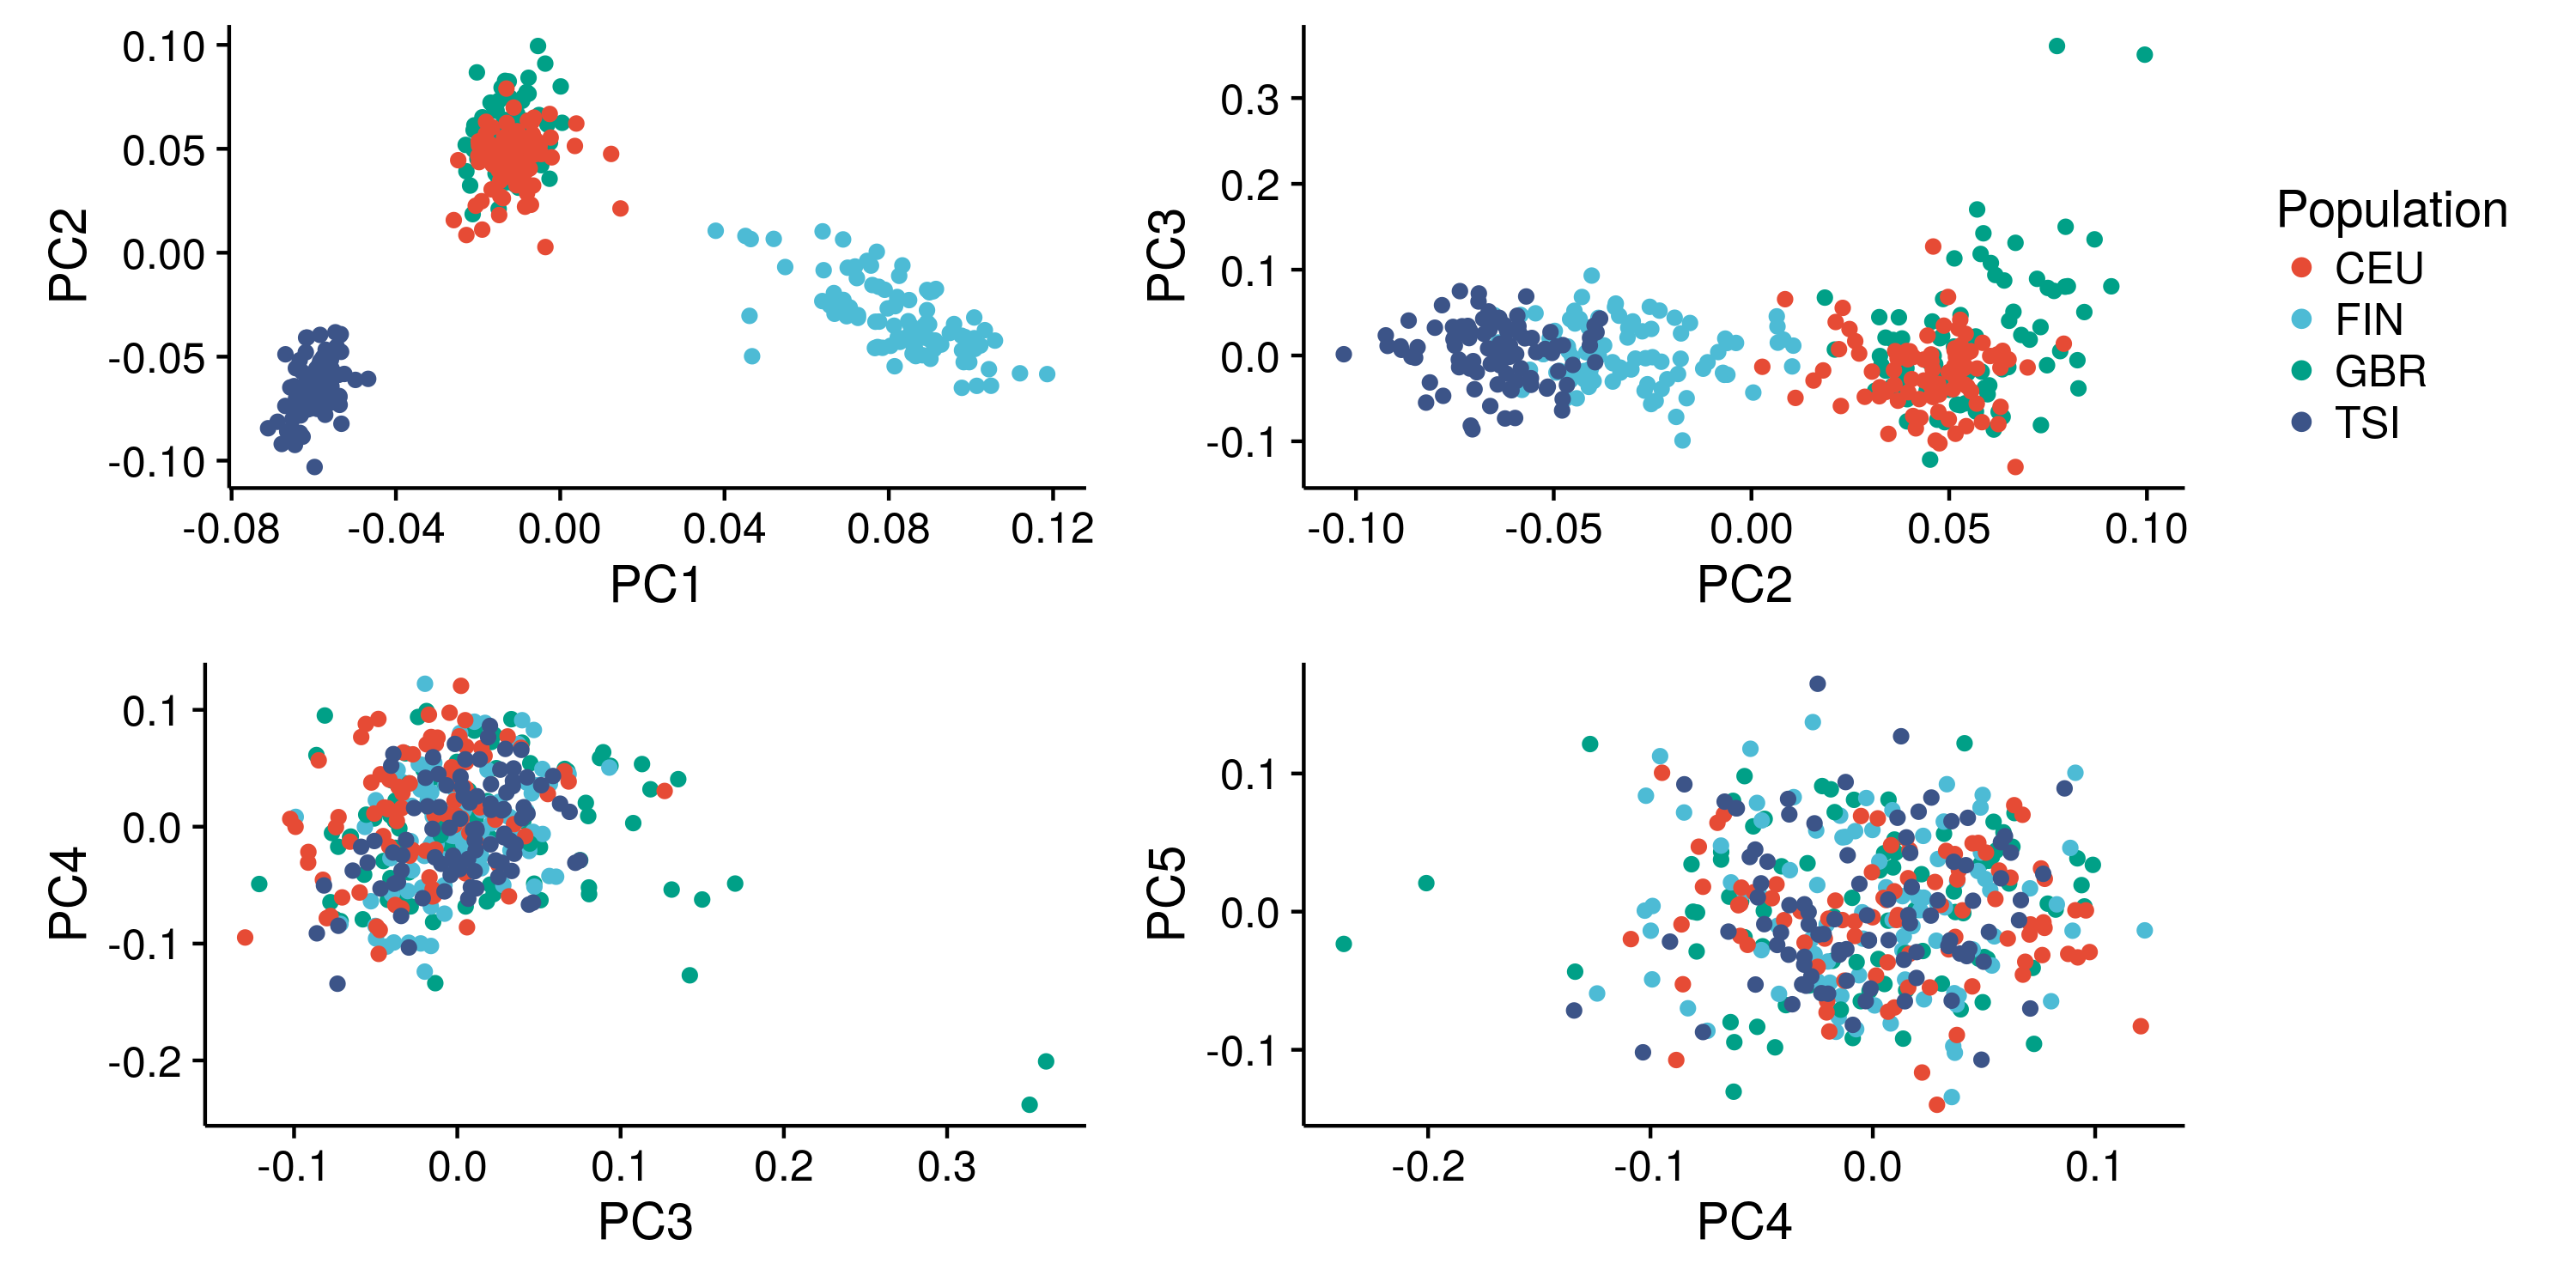 0.10
0.05
0.00
-0.05
-0.10
PC2
-0.08 -0.04 0.00 0.04 0.08 0.12
PC1
0.3
0.2
0.1
0.0
-0.1
PC3
-0.10 -0.05 0.00 0.05 0.10
PC2
Population
CEU
FIN
GBR
TSI
0.1
0.0
-0.1
-0.2
PC4
-0.1 0.0 0.1 0.2 0.3
PC3
0.1
0.0
-0.1
PC5
-0.2 -0.1 0.0 0.1
PC4